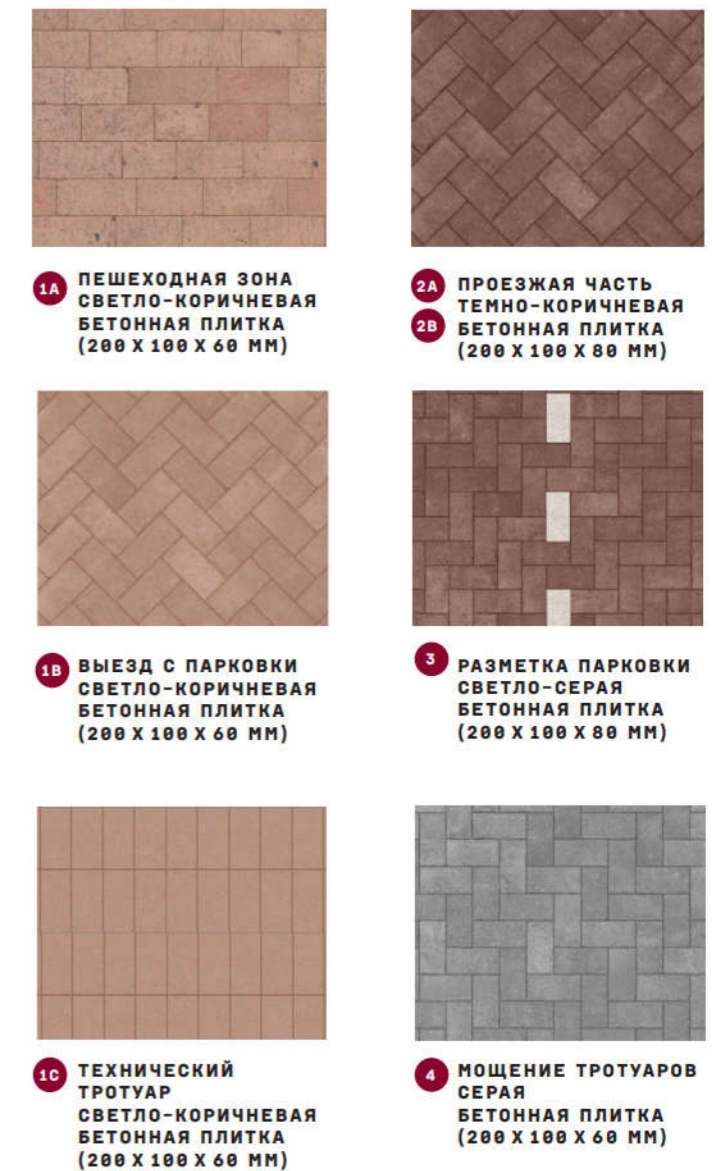 1A
ПЕШЕХОДНАЯ ЗОНА
СВЕТЛО-КОРИЧНЕВАЯ
БЕТОННАЯ ПЛИТКА
(200 X 100 X 60 ММ)
2A
2B
ПРОЕЗЖАЯ ЧАСТЬ
ТЕМНО-КОРИЧНЕВАЯ
БЕТОННАЯ ПЛИТКА
(200 X 100 X 80 ММ)
1B
ВЫЕЗД С ПАРКОВКИ
СВЕТЛО-КОРИЧНЕВАЯ
БЕТОННАЯ ПЛИТКА
(200 X 100 X 60 ММ)
3
РАЗМЕТКА ПАРКОВКИ
СВЕТЛО-СЕРАЯ
БЕТОННАЯ ПЛИТКА
(200 X 100 X 80 ММ)
1C
ТЕХНИЧЕСКИЙ
ТРОТУАР
СВЕТЛО-КОРИЧНЕВАЯ
БЕТОННАЯ ПЛИТКА
(200 X 100 X 60 ММ)
4
МОЩЕНИЕ ТРОТУАРОВ
СЕРАЯ
БЕТОННАЯ ПЛИТКА
(200 X 100 X 60 ММ)